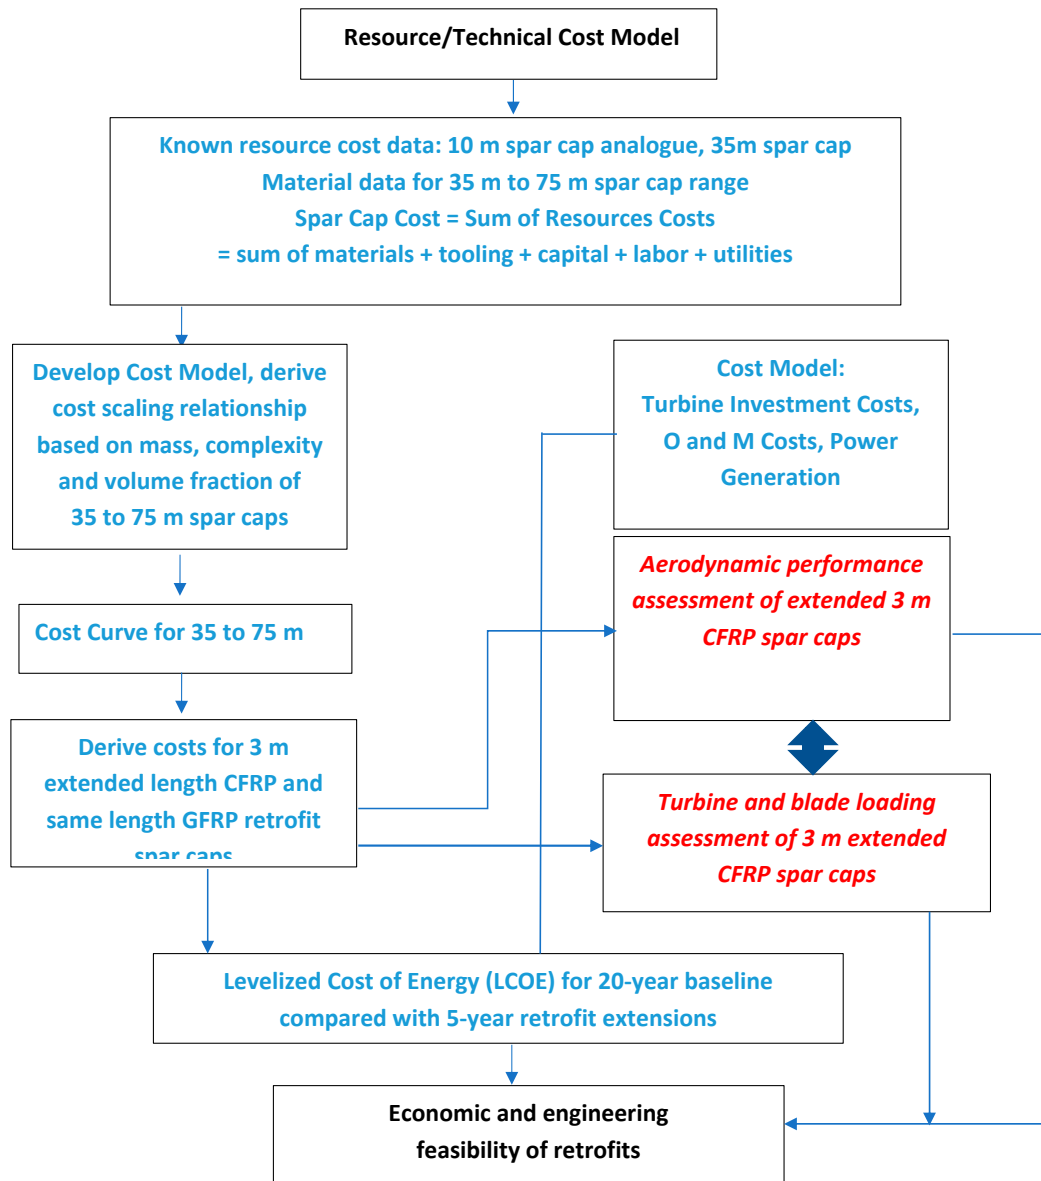 Resource/Technical Cost Model
Known resource cost data: 10 m spar cap analogue, 35m spar cap
Material data for 35 m to 75 m spar cap range
Spar Cap Cost = Sum of Resources Costs
= sum of materials + tooling + capital + labor + utilities
Develop Cost Model, derive
cost scaling relationship
based on mass, complexity
and volume fraction of
35 to 75 m spar caps
Cost Model:
Turbine Investment Costs,
O and M Costs, Power
Generation
Aerodynamic performance
assessment of extended 3 m
CFRP spar caps
Cost Curve for 35 to 75 m
Derive costs for 3 m
extended length CFRP and
same length GFRP retrofit
spar caps
Turbine and blade loading
assessment of 3 m extended
CFRP spar caps
Levelized Cost of Energy (LCOE) for 20-year baseline
compared with 5-year retrofit extensions
Economic and engineering
feasibility of retrofits